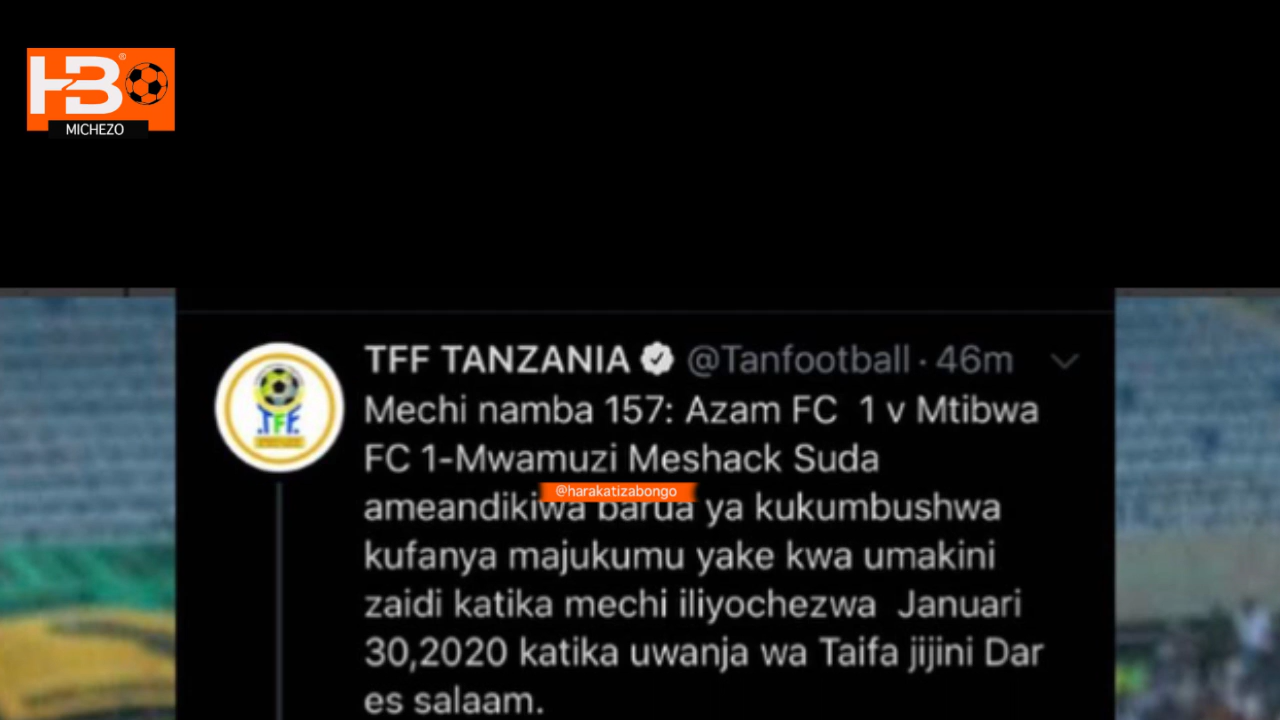 HB®
MICHEZO
TFF TANZANIA @Tanfootball · 46m
.TFF.
Mechi namba 157: Azam FC 1 v Mtibwa
FC 1-Mwamuzi Meshack Suda
@harakatizabongo
ameandikiwa barua ya kukumbushwa
kufanya majukumu yake kwa umakini
zaidi katika mechi iliyochezwa Januari
30,2020 katika uwanja wa Taifa jijini Dar
es salaam.